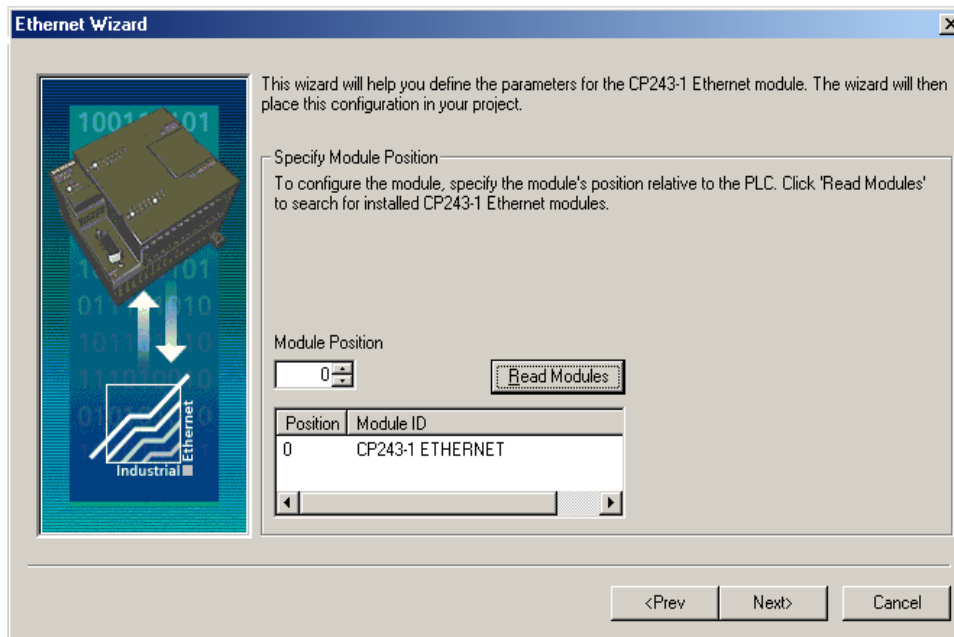 Ethernet Wizard
This wizard will help you define the parameters for the CP243-1 Ethernet module. The wizard will then
place this configuration in your project.
Specify Module Position
To configure the module, specify the module's position relative to the PLC. Click 'Read Modules'
to search for installed CP243-1 Ethernet modules.
Module Position
0
Read Modules
Position Module ID
0 CP243-1 ETHERNET
Industrial
Ethernet
<Prev Next> Cancel